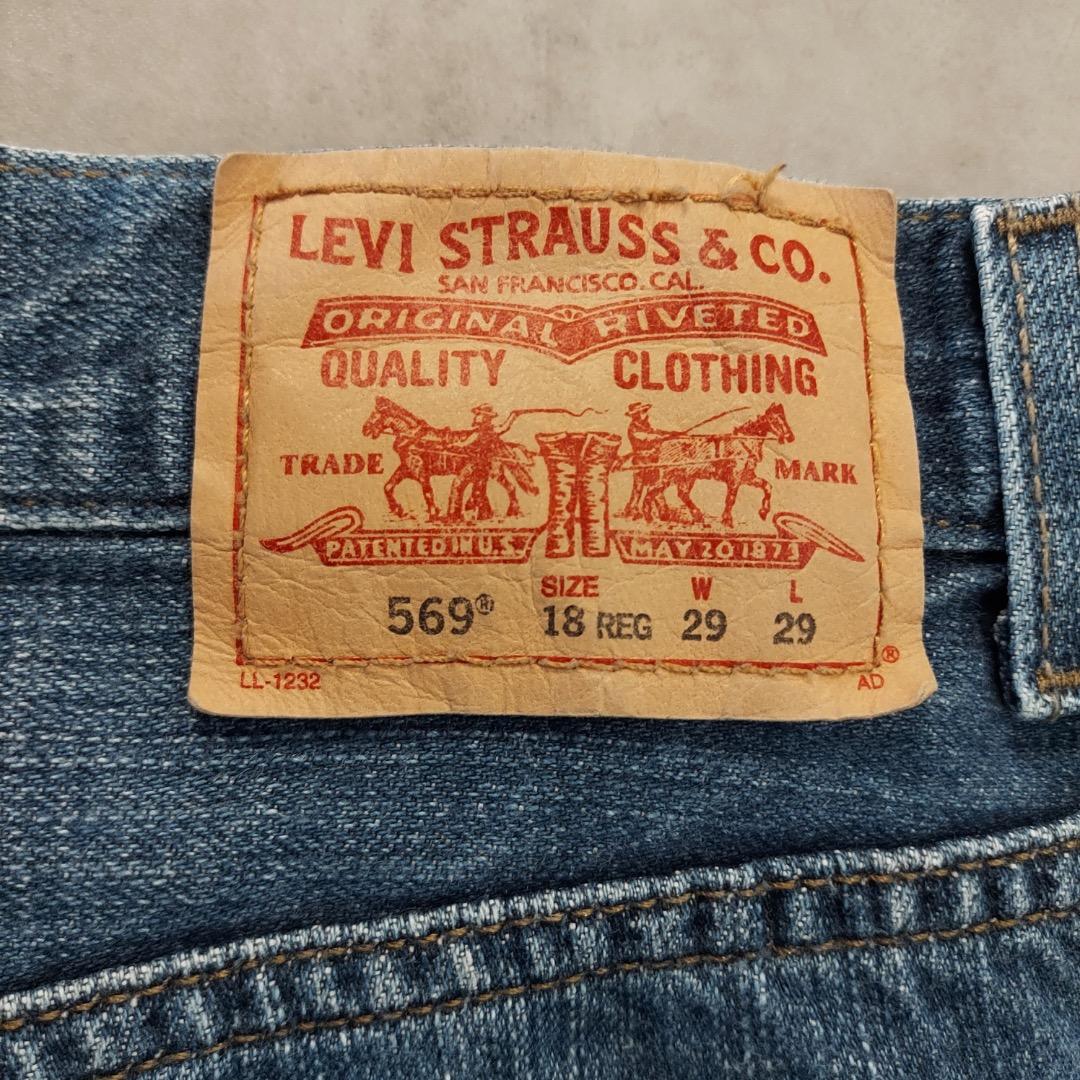 LEVI STRAUSS & CO.
SAN FRANCISCO, CAL.
ORIGINAL RIVETED
QUALITY CLOTHING
TRADE MARK
PATENTED IN U.S. MAY 20 1873
SIZE W L
569® 18 REG 29 29
®
LL-1232 AD